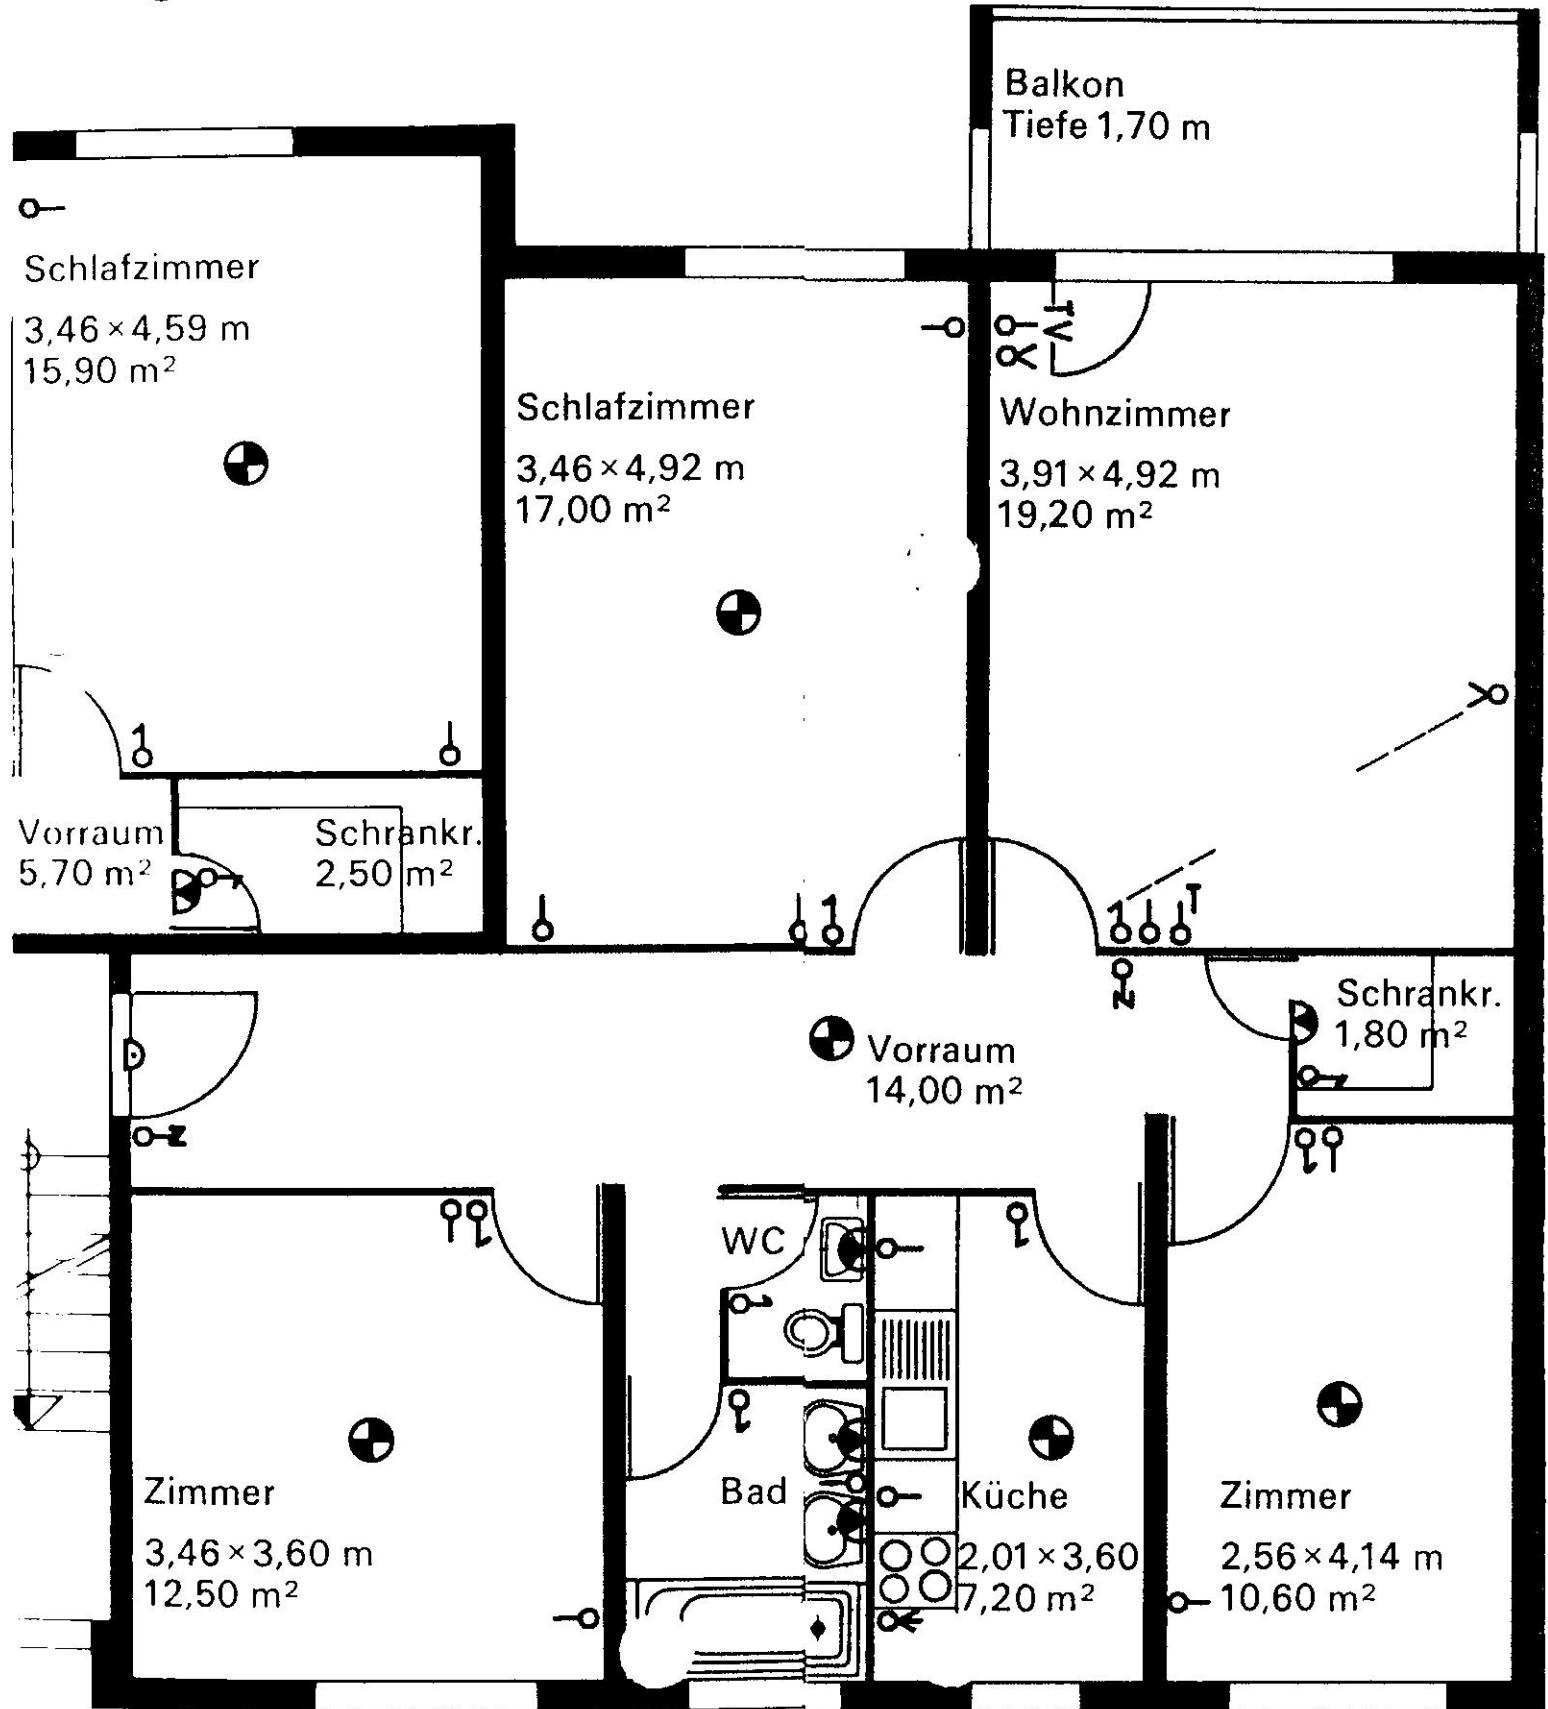 Balkon
Tiefe 1,70 m
Schlafzimmer
3,46 × 4,59 m
15,90 m²
Schlafzimmer
3,46 × 4,92 m
17,00 m²
TV
Wohnzimmer
3,91 × 4,92 m
19,20 m²
Vorraum
5,70 m²
Schrankr.
2,50 m²
T
Schrankr.
1,80 m²
Vorraum
14,00 m²
WC
Bad
Zimmer
3,46 × 3,60 m
12,50 m²
Küche
2,01 × 3,60
7,20 m²
Zimmer
2,56 × 4,14 m
10,60 m²